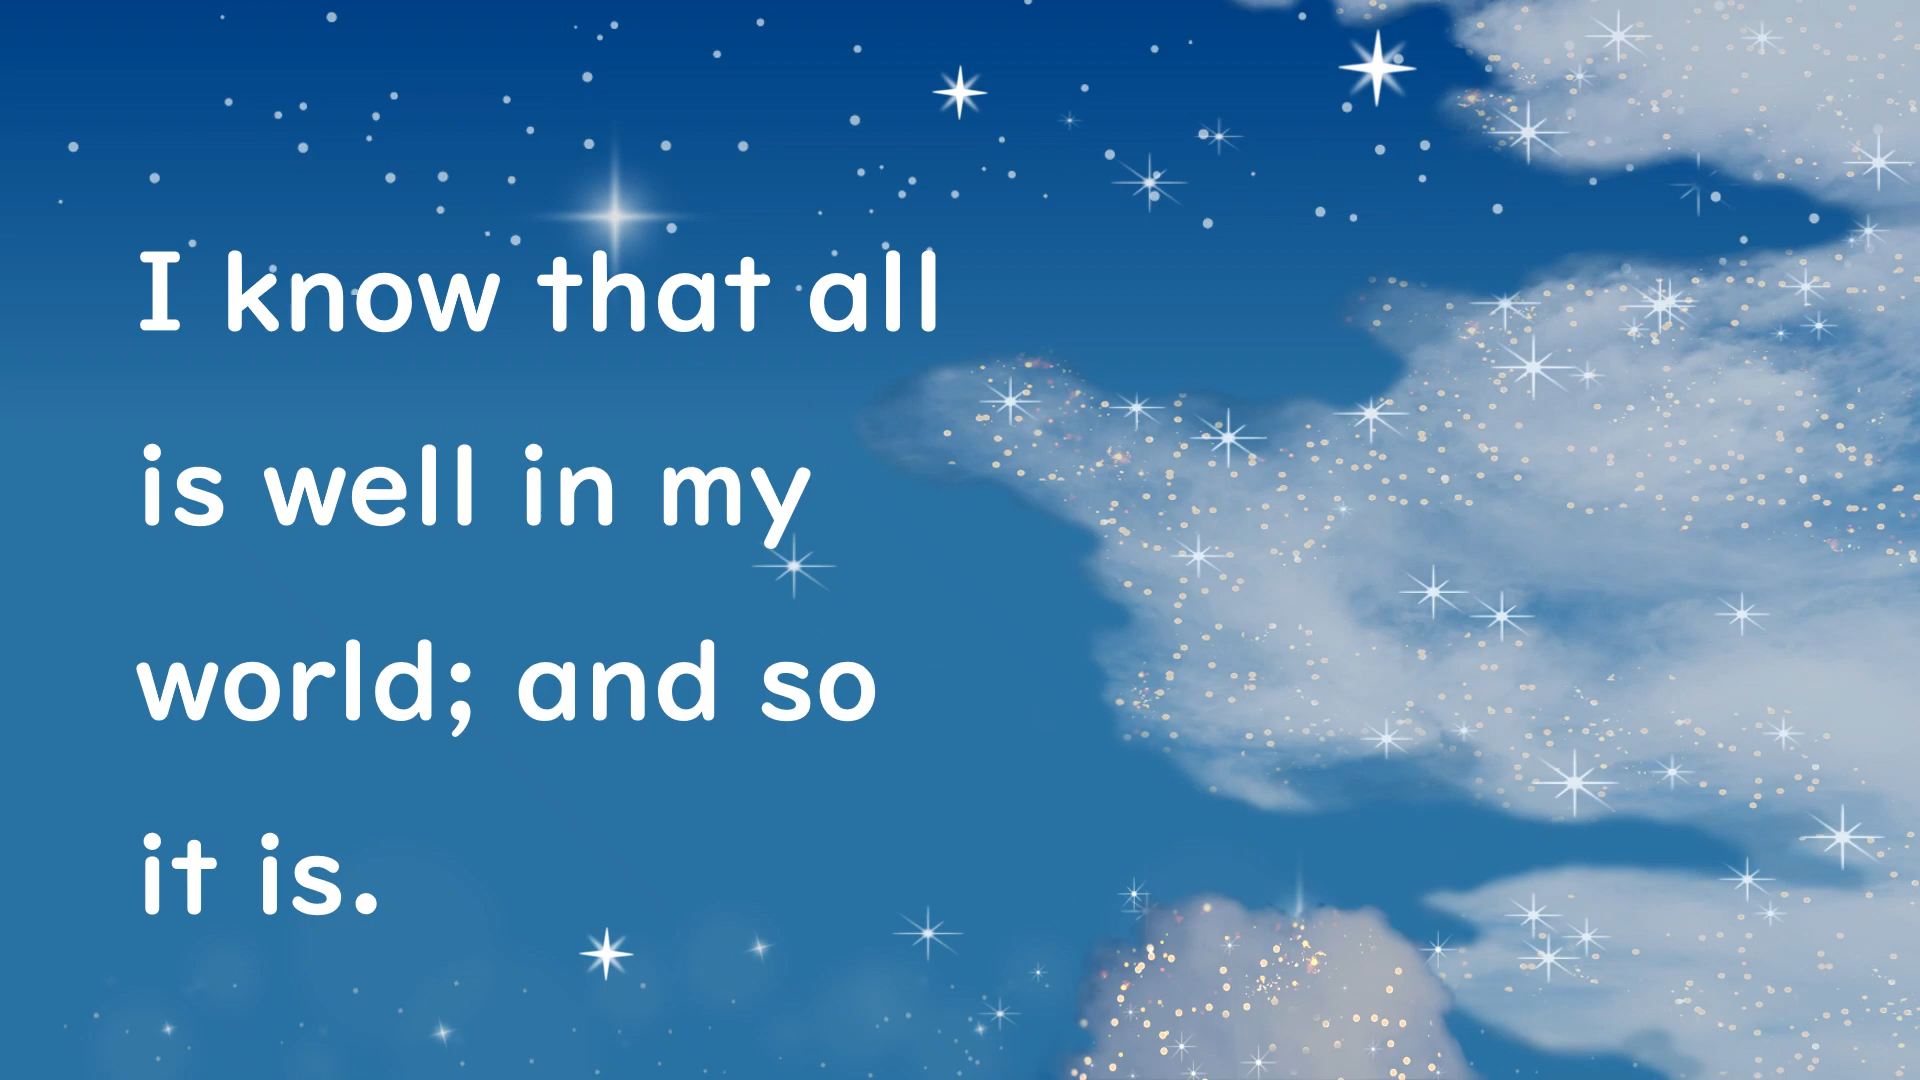 I know that all
is well in my
world; and so
it is.